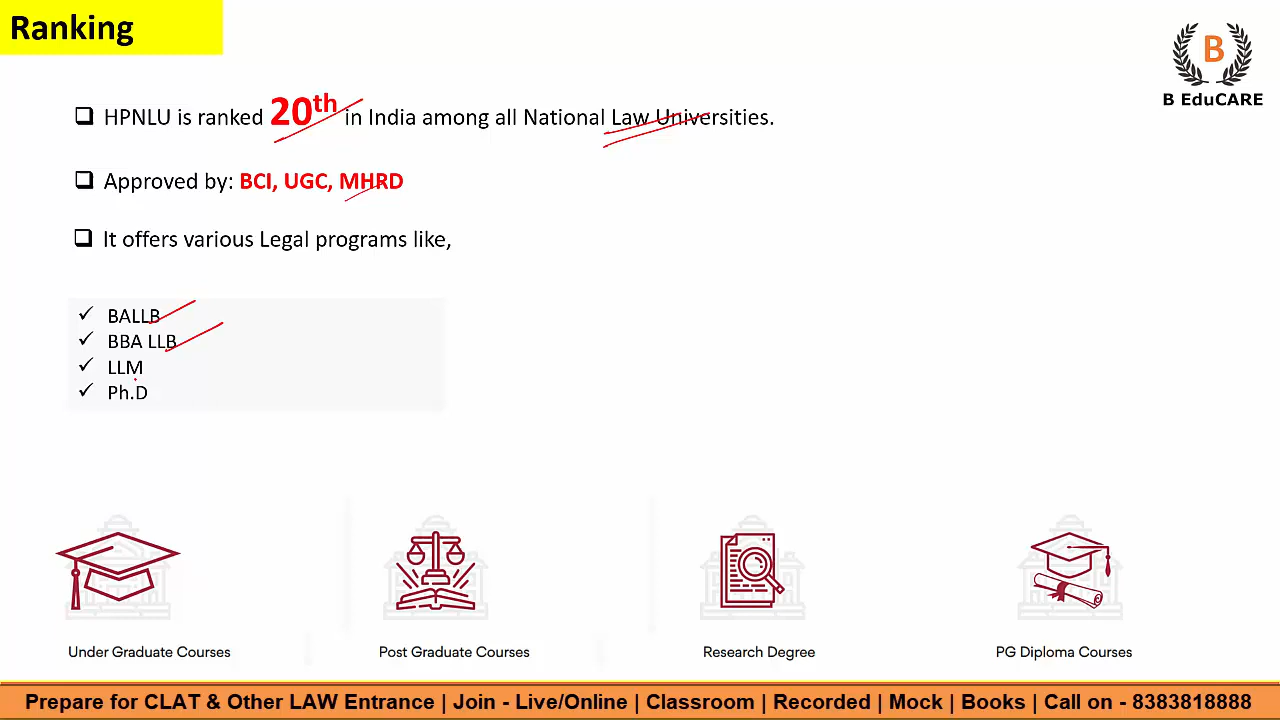 Ranking
B
B EduCARE
HPNLU is ranked 20th in India among all National Law Universities.
Approved by: BCI, UGC, MHRD
It offers various Legal programs like,
BALLB
BBA LLB
LLM
Ph.D
Under Graduate Courses
Post Graduate Courses
Research Degree
PG Diploma Courses
Prepare for CLAT & Other LAW Entrance | Join - Live/Online | Classroom | Recorded | Mock | Books | Call on - 8383818888